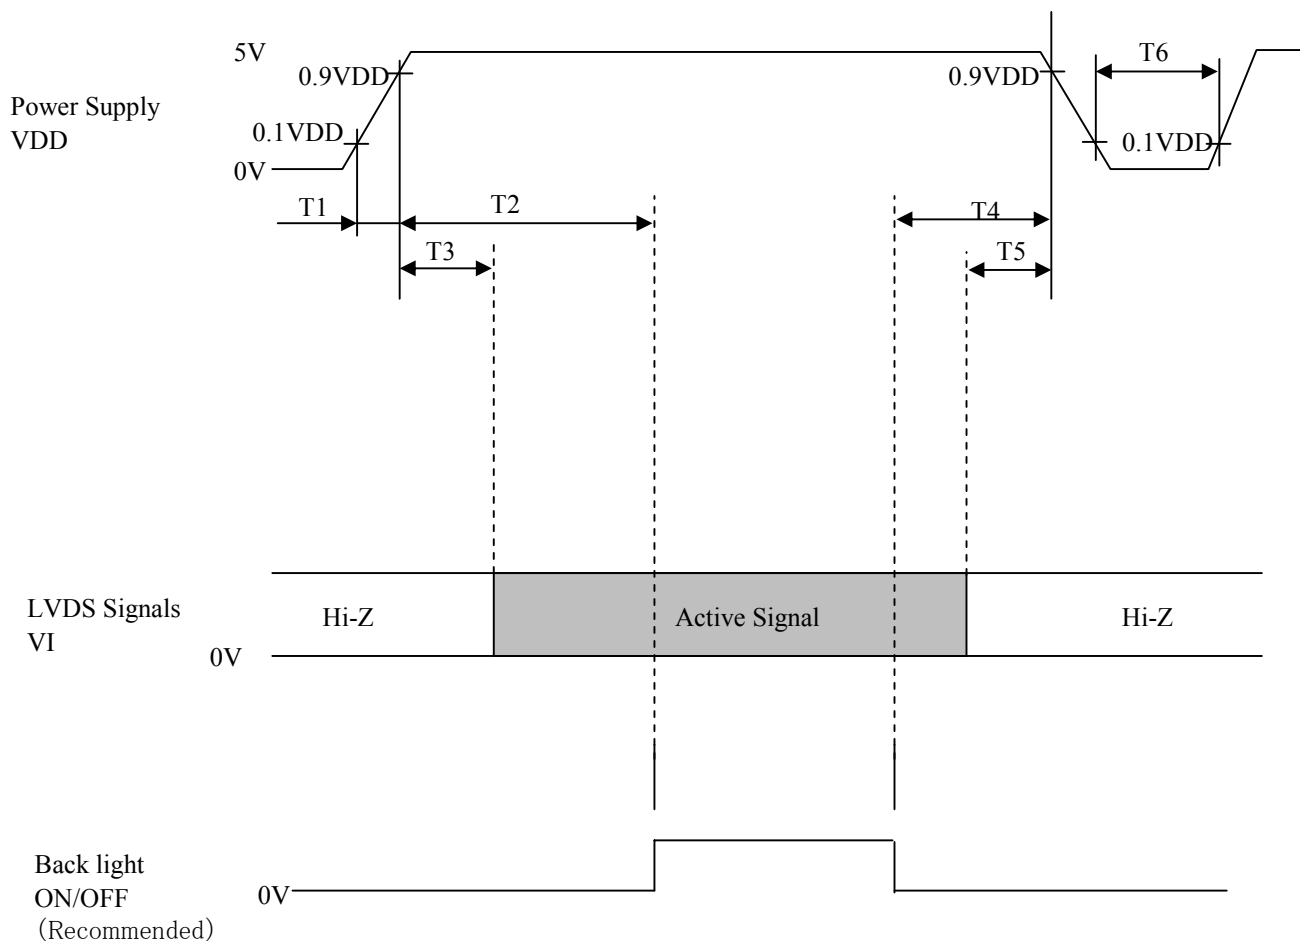 5V
0.9VDD
0.9VDD
T6
Power Supply
VDD
0.1VDD
0.1VDD
0V
T1
T2
T4
T3
T5
LVDS Signals
VI
Hi-Z
Active Signal
Hi-Z
0V
Back light
ON/OFF
(Recommended)
0V